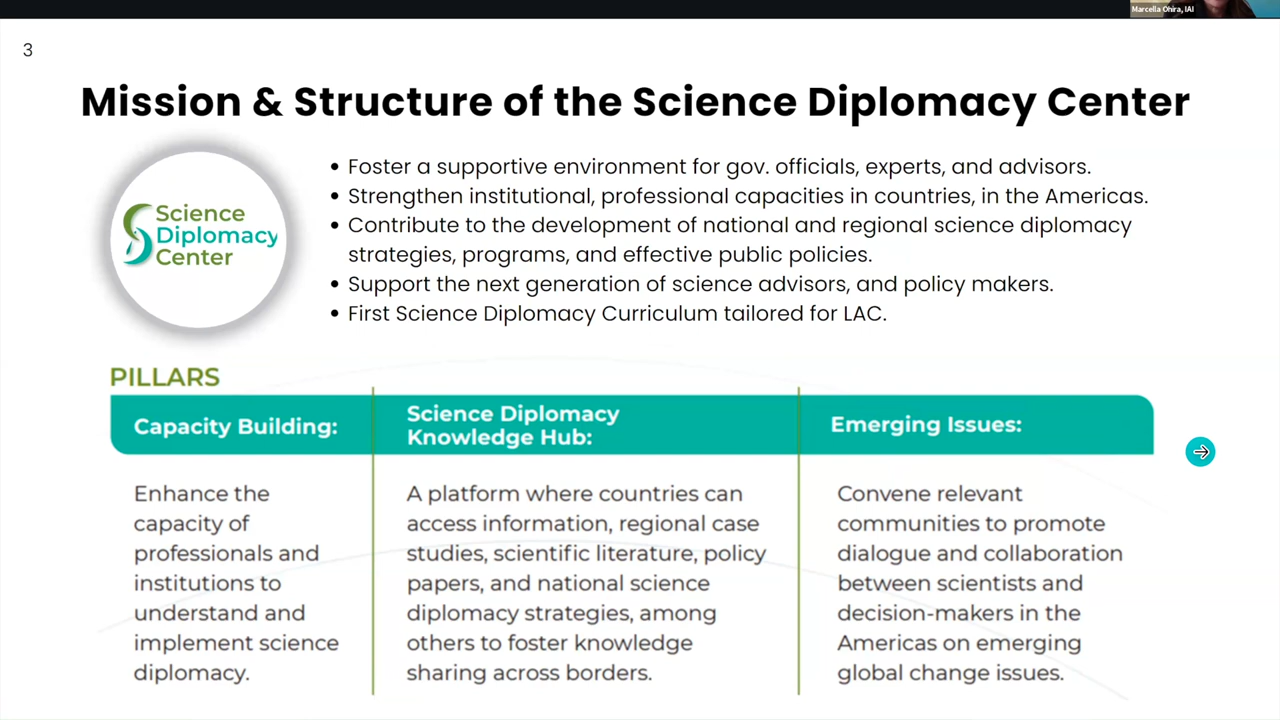 Marcella Ohira, IAI
3
Mission & Structure of the Science Diplomacy Center
Science
Diplomacy
Center
• Foster a supportive environment for gov. officials, experts, and advisors.
• Strengthen institutional, professional capacities in countries, in the Americas.
• Contribute to the development of national and regional science diplomacy
strategies, programs, and effective public policies.
• Support the next generation of science advisors, and policy makers.
• First Science Diplomacy Curriculum tailored for LAC.
PILLARS
Capacity Building:
Enhance the
capacity of
professionals and
institutions to
understand and
implement science
diplomacy.
Science Diplomacy
Knowledge Hub:
A platform where countries can
access information, regional case
studies, scientific literature, policy
papers, and national science
diplomacy strategies, among
others to foster knowledge
sharing across borders.
Emerging Issues:
Convene relevant
communities to promote
dialogue and collaboration
between scientists and
decision-makers in the
Americas on emerging
global change issues.